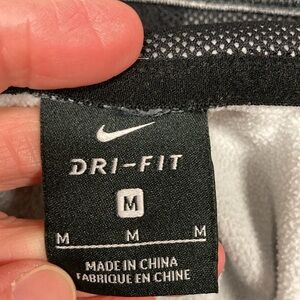 DRI-FIT
M
M M M
MADE IN CHINA
FABRIQUE EN CHINE